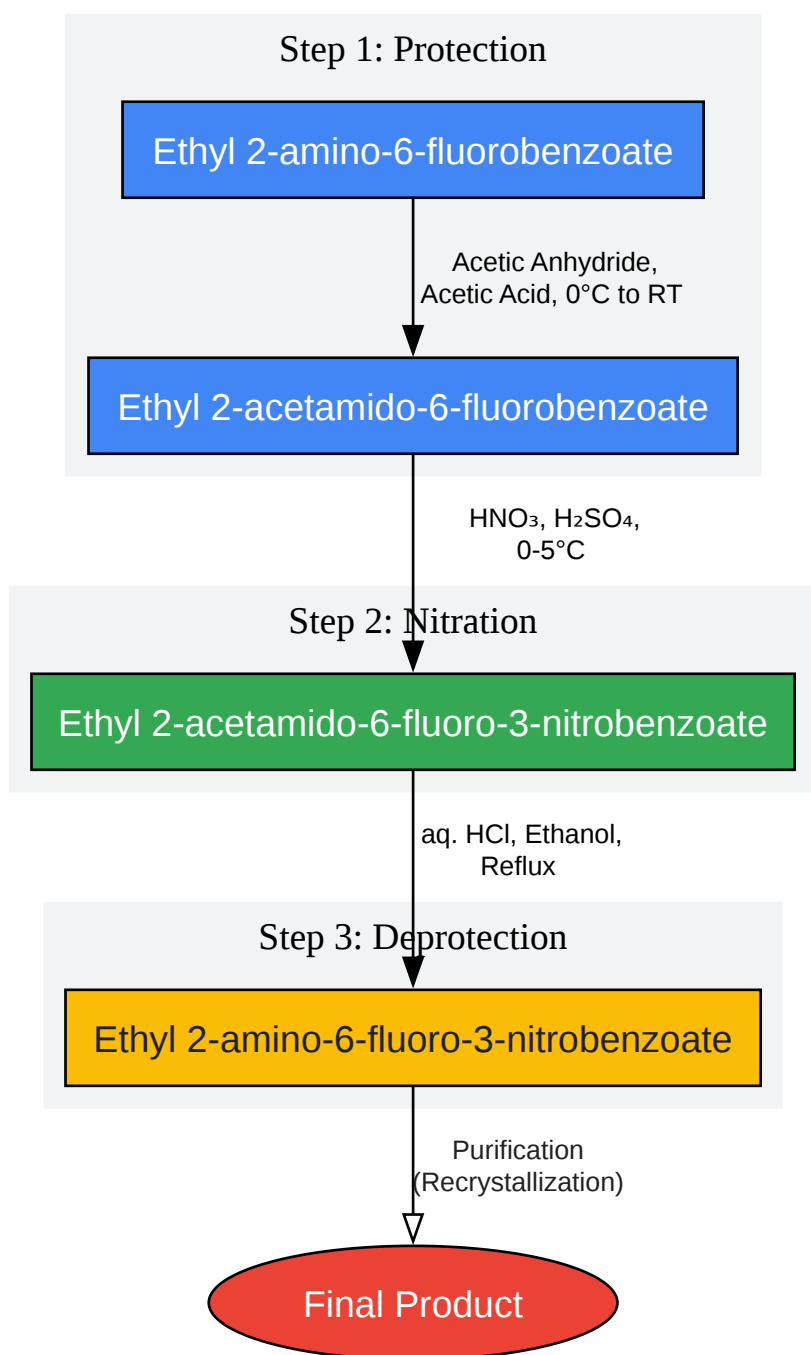 Step 1: Protection
Ethyl 2-amino-6-fluorobenzoate
Acetic Anhydride,
Acetic Acid, 0°C to RT
Ethyl 2-acetamido-6-fluorobenzoate
HNO₃, H₂SO₄,
0-5°C
Step 2: Nitration
Ethyl 2-acetamido-6-fluoro-3-nitrobenzoate
aq. HCl, Ethanol,
Reflux
Step 3: Deprotection
Ethyl 2-amino-6-fluoro-3-nitrobenzoate
Purification
(Recrystallization)
Final Product